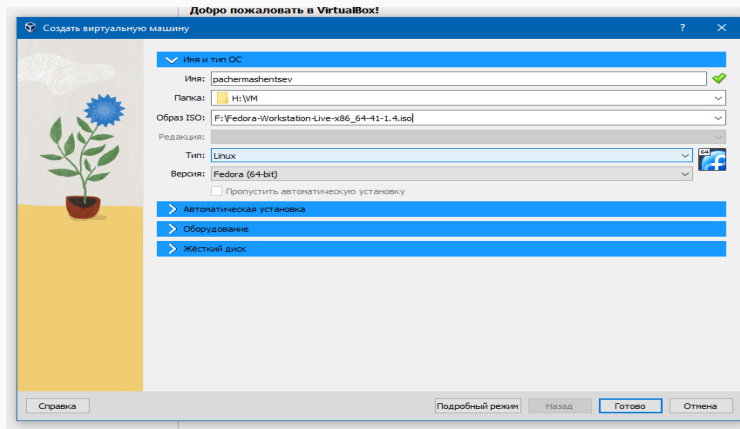 Добро пожаловать в VirtualBox!
Создать виртуальную машину
Имя и тип ОС
Имя: pachermashentsev
Папка: H:\VM
Образ ISO: F:\Fedora-Workstation-Live-x86_64-41-1.4.iso
Редакция:
Тип: Linux
64
Версия: Fedora (64-bit)
Пропустить автоматическую установку
Автоматическая установка
Оборудование
Жёсткий диск
Справка Подробный режим Назад Готово Отмена